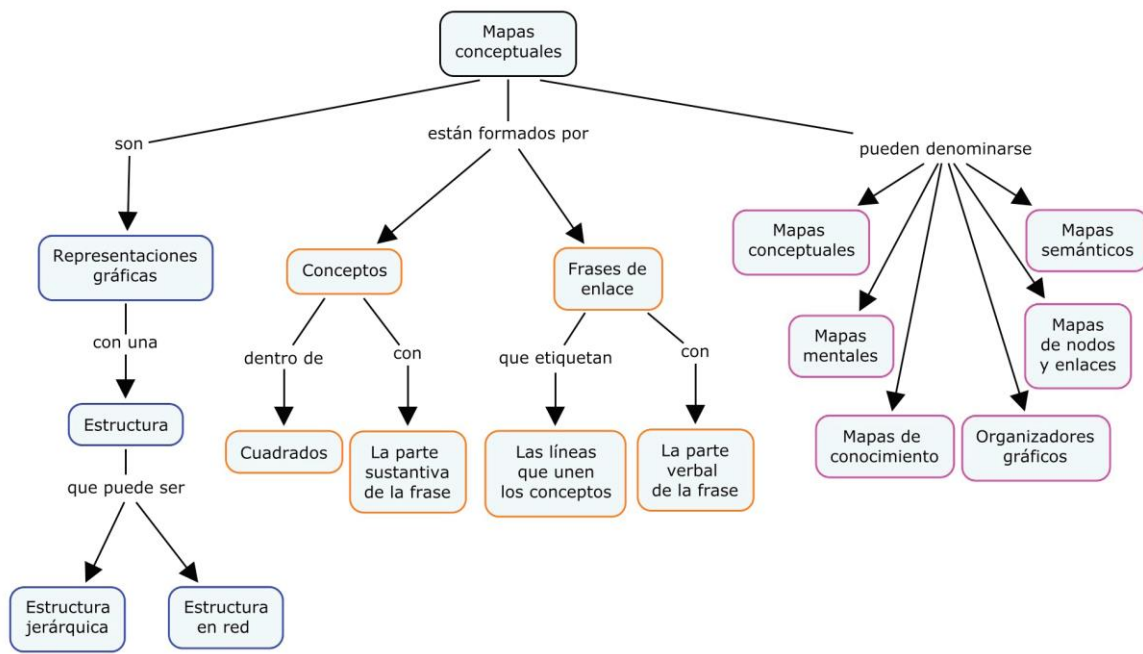 Mapas
conceptuales
son
están formados por
pueden denominarse
Representaciones
gráficas
con una
Estructura
que puede ser
Estructura
jerárquica
Estructura
en red
Conceptos
dentro de
con
Cuadrados
La parte
sustantiva
de la frase
Frases de
enlace
que etiquetan
con
Las líneas
que unen
los conceptos
La parte
verbal
de la frase
Mapas
conceptuales
Mapas
semánticos
Mapas
mentales
Mapas
de nodos
y enlaces
Mapas de
conocimiento
Organizadores
gráficos